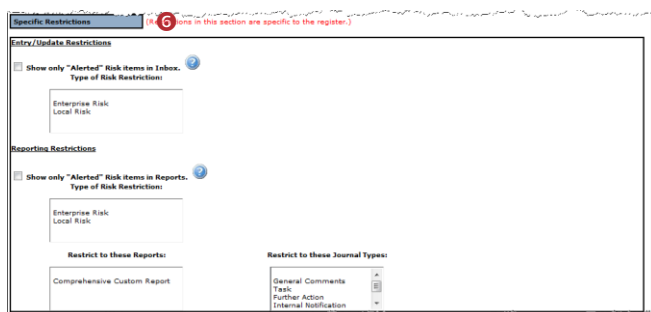 Specific Restrictions 6 (R ions in this section are specific to the register.)
Entry/Update Restrictions
Show only "Alerted" Risk items in Inbox. ?
Type of Risk Restriction:
Enterprise Risk
Local Risk
Reporting Restrictions
Show only "Alerted" Risk items in Reports. ?
Type of Risk Restriction:
Enterprise Risk
Local Risk
Restrict to these Reports: Restrict to these Journal Types:
Comprehensive Custom Report General Comments
Task
Further Action
Internal Notification